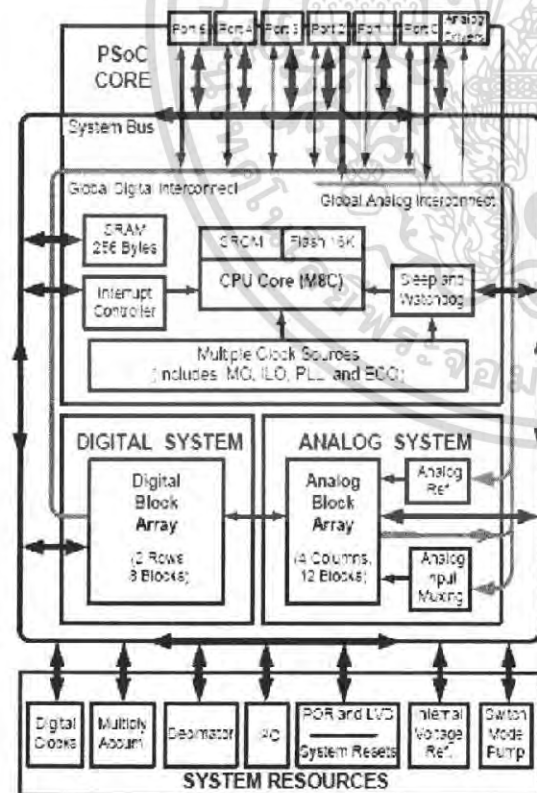 Port 5 Port 4 Port 3 Port 2 Port 1 Port 0 Analog Drivers
PSoC
CORE
System Bus
Global Digital Interconnect
Global Analog Interconnect
SRAM
256 Bytes
SROM Flash 16K
CPU Core (M8C)
Interrupt
Controller
Sleep and
Watchdog
Multiple Clock Sources
(Includes IMO, ILO, PLL, and ECO)
DIGITAL SYSTEM
ANALOG SYSTEM
Digital
Block
Array
(2 Rows,
8 Blocks)
Analog
Block
Array
(4 Columns,
12 Blocks)
Analog
Ref
Analog
Input
Muxing
Digital
Clocks
Multiply
Accum.
Decimator
I²C
POR and LVD
System Resets
Internal
Voltage
Ref.
Switch
Mode
Pump
SYSTEM RESOURCES